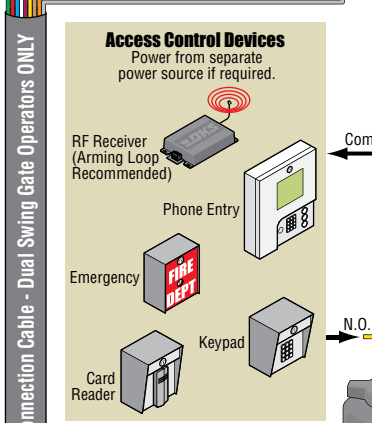 Access Control Devices
Power from separate
power source if required.
RF Receiver
(Arming Loop
Recommended)
DKS
Phone Entry
Com
Emergency
FIRE
DEPT
Keypad
N.O.
Card
Reader
nnection Cable - Dual Swing Gate Operators ONLY